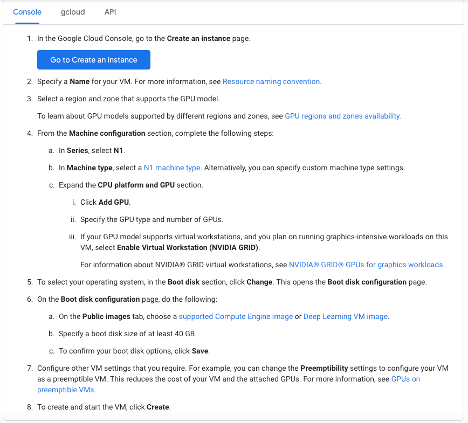 Console gcloud API
1. In the Google Cloud Console, go to the Create an instance page.
Go to Create an instance
2. Specify a Name for your VM. For more information, see Resource naming convention.
3. Select a region and zone that supports the GPU model.
To learn about GPU models supported by different regions and zones, see GPU regions and zones availability.
4. From the Machine configuration section, complete the following steps:
a. In Series, select N1.
b. In Machine type, select a N1 machine type. Alternatively, you can specify custom machine type settings.
c. Expand the CPU platform and GPU section.
i. Click Add GPU.
ii. Specify the GPU type and number of GPUs.
iii. If your GPU model supports virtual workstations, and you plan on running graphics-intensive workloads on this
VM, select Enable Virtual Workstation (NVIDIA GRID).
For information about NVIDIA® GRID virtual workstations, see NVIDIA® GRID® GPUs for graphics workloads.
5. To select your operating system, in the Boot disk section, click Change. This opens the Boot disk configuration page.
6. On the Boot disk configuration page, do the following:
a. On the Public images tab, choose a supported Compute Engine image or Deep Learning VM image.
b. Specify a boot disk size of at least 40 GB.
c. To confirm your boot disk options, click Save.
7. Configure other VM settings that you require. For example, you can change the Preemptibility settings to configure your VM
as a preemptible VM. This reduces the cost of your VM and the attached GPUs. For more information, see GPUs on
preemptible VMs.
8. To create and start the VM, click Create.